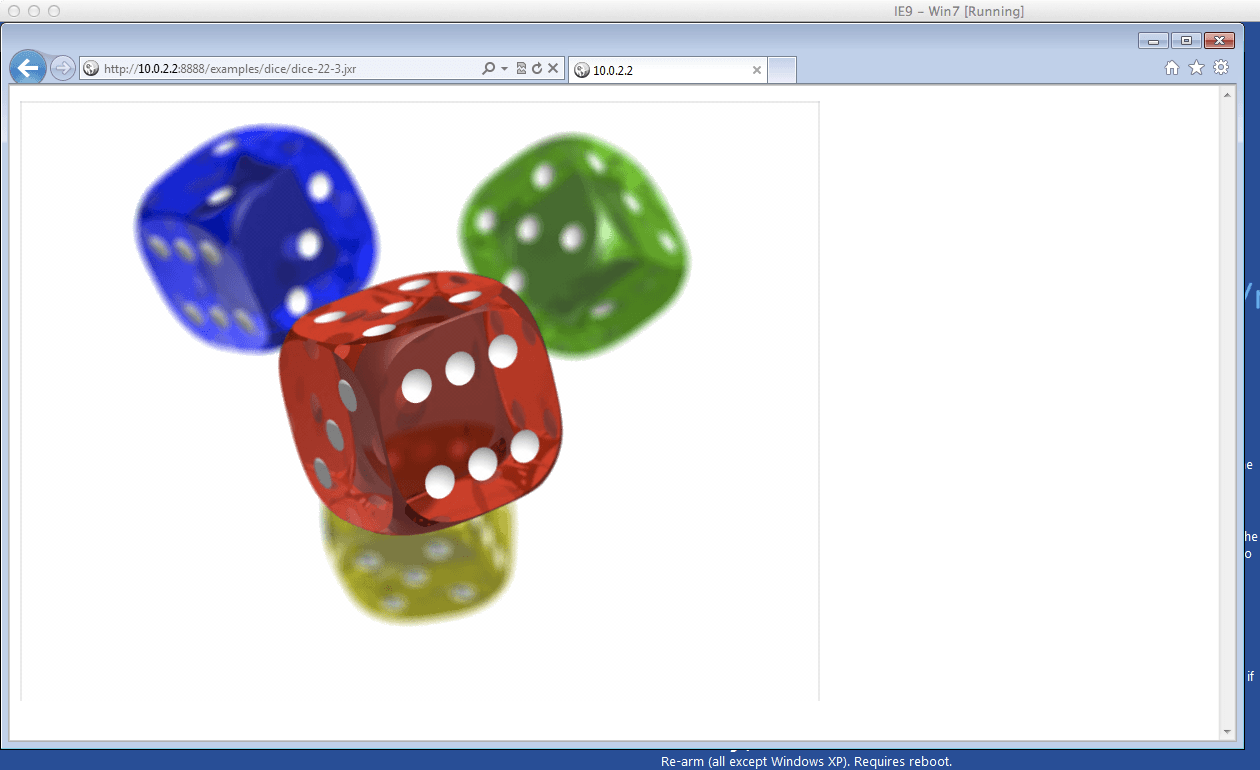 IE9 – Win7 [Running]
http://10.0.2.2:8888/examples/dice/dice-22-3.jxr
10.0.2.2
he
if
Re-arm (all except Windows XP). Requires reboot.